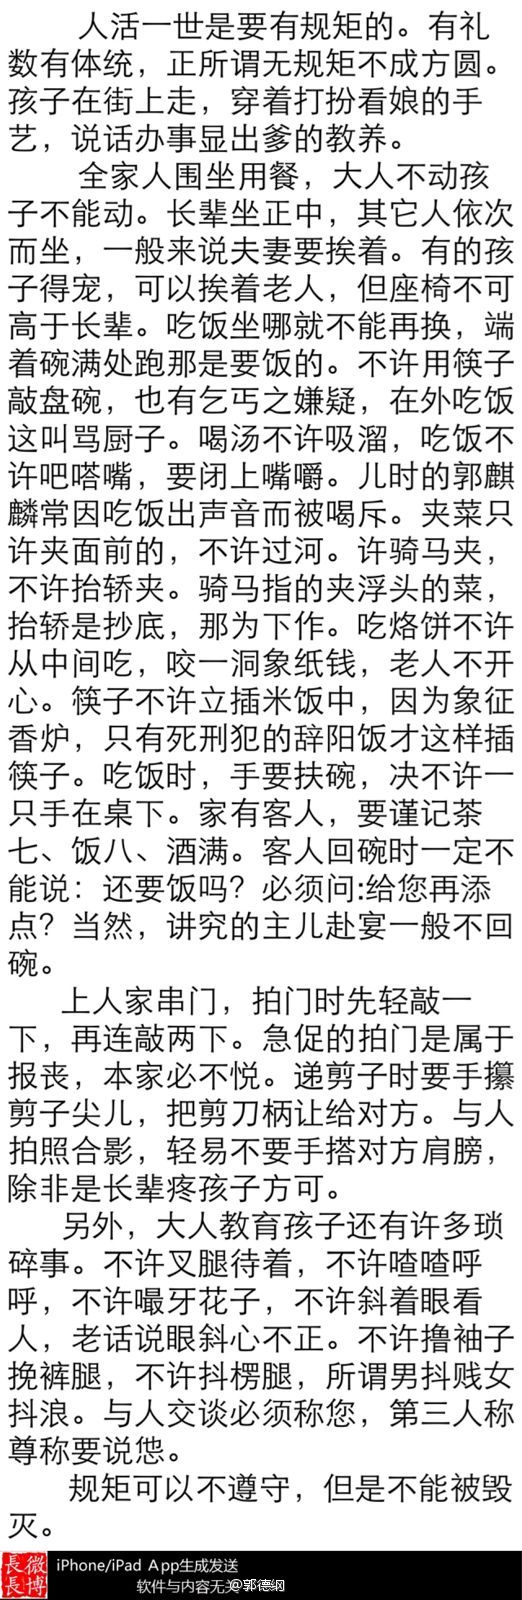 人活一世是要有规矩的。有礼
数有体统，正所谓无规矩不成方圆。
孩子在街上走，穿着打扮看娘的手
艺，说话办事显出爹的教养。
全家人围坐用餐，大人不动孩
子不能动。长辈坐正中，其它人依次
而坐，一般来说夫妻要挨着。有的孩
子得宠，可以挨着老人，但座椅不可
高于长辈。吃饭坐哪就不能再换，端
着碗满处跑那是要饭的。不许用筷子
敲盘碗，也有乞丐之嫌疑，在外吃饭
这叫骂厨子。喝汤不许吸溜，吃饭不
许吧嗒嘴，要闭上嘴嚼。儿时的郭麒
麟常因吃饭出声音而被喝斥。夹菜只
许夹面前的，不许过河。许骑马夹，
不许抬轿夹。骑马指的夹浮头的菜，
抬轿是抄底，那为下作。吃烙饼不许
从中间吃，咬一洞象纸钱，老人不开
心。筷子不许立插米饭中，因为象征
香炉，只有死刑犯的辞阳饭才这样插
筷子。吃饭时，手要扶碗，决不许一
只手在桌下。家有客人，要谨记茶
七、饭八、酒满。客人回碗时一定不
能说：还要饭吗？必须问:给您再添
点？当然，讲究的主儿赴宴一般不回
碗。
上人家串门，拍门时先轻敲一
下，再连敲两下。急促的拍门是属于
报丧，本家必不悦。递剪子时要手攥
剪子尖儿，把剪刀柄让给对方。与人
拍照合影，轻易不要手搭对方肩膀，
除非是长辈疼孩子方可。
另外，大人教育孩子还有许多琐
碎事。不许叉腿待着，不许喳喳呼
呼，不许嘬牙花子，不许斜着眼看
人，老话说眼斜心不正。不许撸袖子
挽裤腿，不许抖楞腿，所谓男抖贱女
抖浪。与人交谈必须称您，第三人称
尊称要说怹。
规矩可以不遵守，但是不能被毁
灭。
長微
長博
iPhone/iPad App生成发送
软件与内容无关
@郭德纲